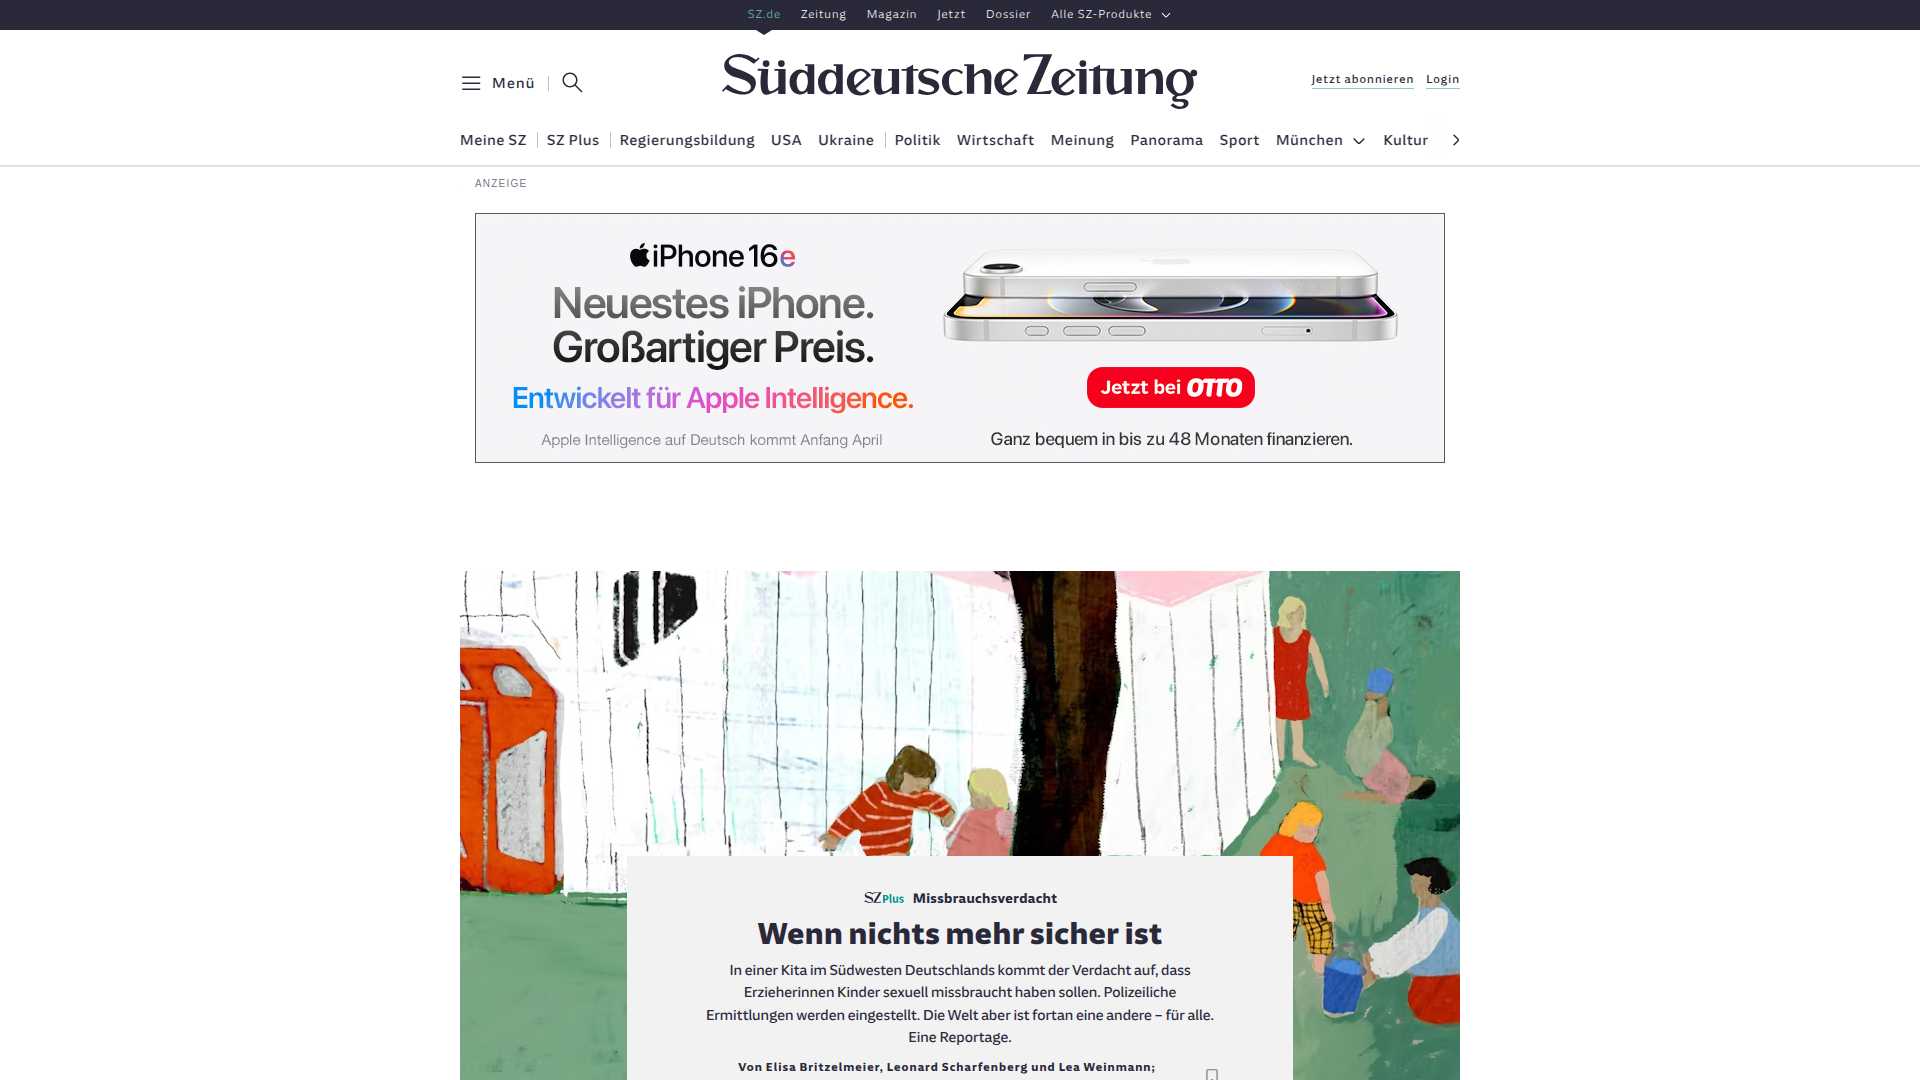 SZ.de Zeitung Magazin Jetzt Dossier Alle SZ-Produkte
Menü
Süddeutsche Zeitung
Jetzt abonnieren Login
Meine SZ SZ Plus Regierungsbildung USA Ukraine Politik Wirtschaft Meinung Panorama Sport München Kultur
ANZEIGE
iPhone 16e
Neuestes iPhone.
Großartiger Preis.
Entwickelt für Apple Intelligence.
Apple Intelligence auf Deutsch kommt Anfang April
Jetzt bei OTTO
Ganz bequem in bis zu 48 Monaten finanzieren.
SZ Plus Missbrauchsverdacht
Wenn nichts mehr sicher ist
In einer Kita im Südwesten Deutschlands kommt der Verdacht auf, dass
Erzieherinnen Kinder sexuell missbraucht haben sollen. Polizeiliche
Ermittlungen werden eingestellt. Die Welt aber ist fortan eine andere – für alle.
Eine Reportage.
Von Elisa Britzelmeier, Leonard Scharfenberg und Lea Weinmann;